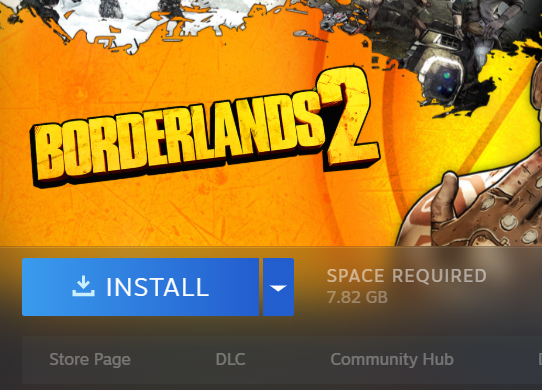 BORDERLANDS 2
INSTALL
SPACE REQUIRED
7.82 GB
Store Page
DLC
Community Hub